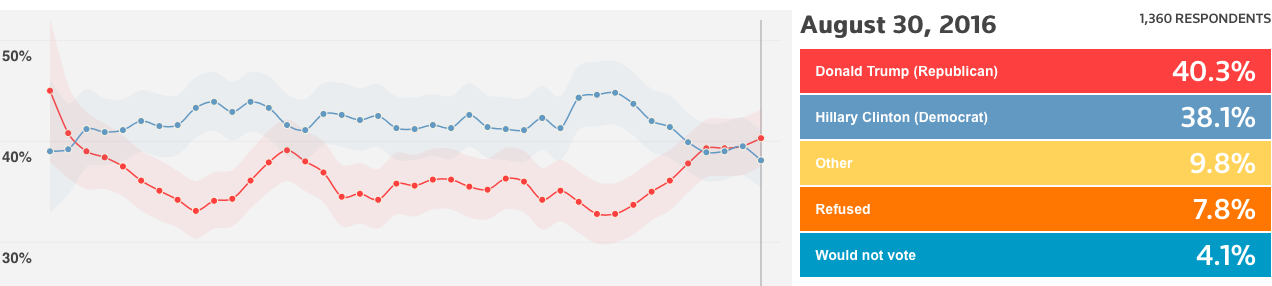 50%
40%
30%
August 30, 2016
1,360 RESPONDENTS
Donald Trump (Republican) 40.3%
Hillary Clinton (Democrat) 38.1%
Other 9.8%
Refused 7.8%
Would not vote 4.1%